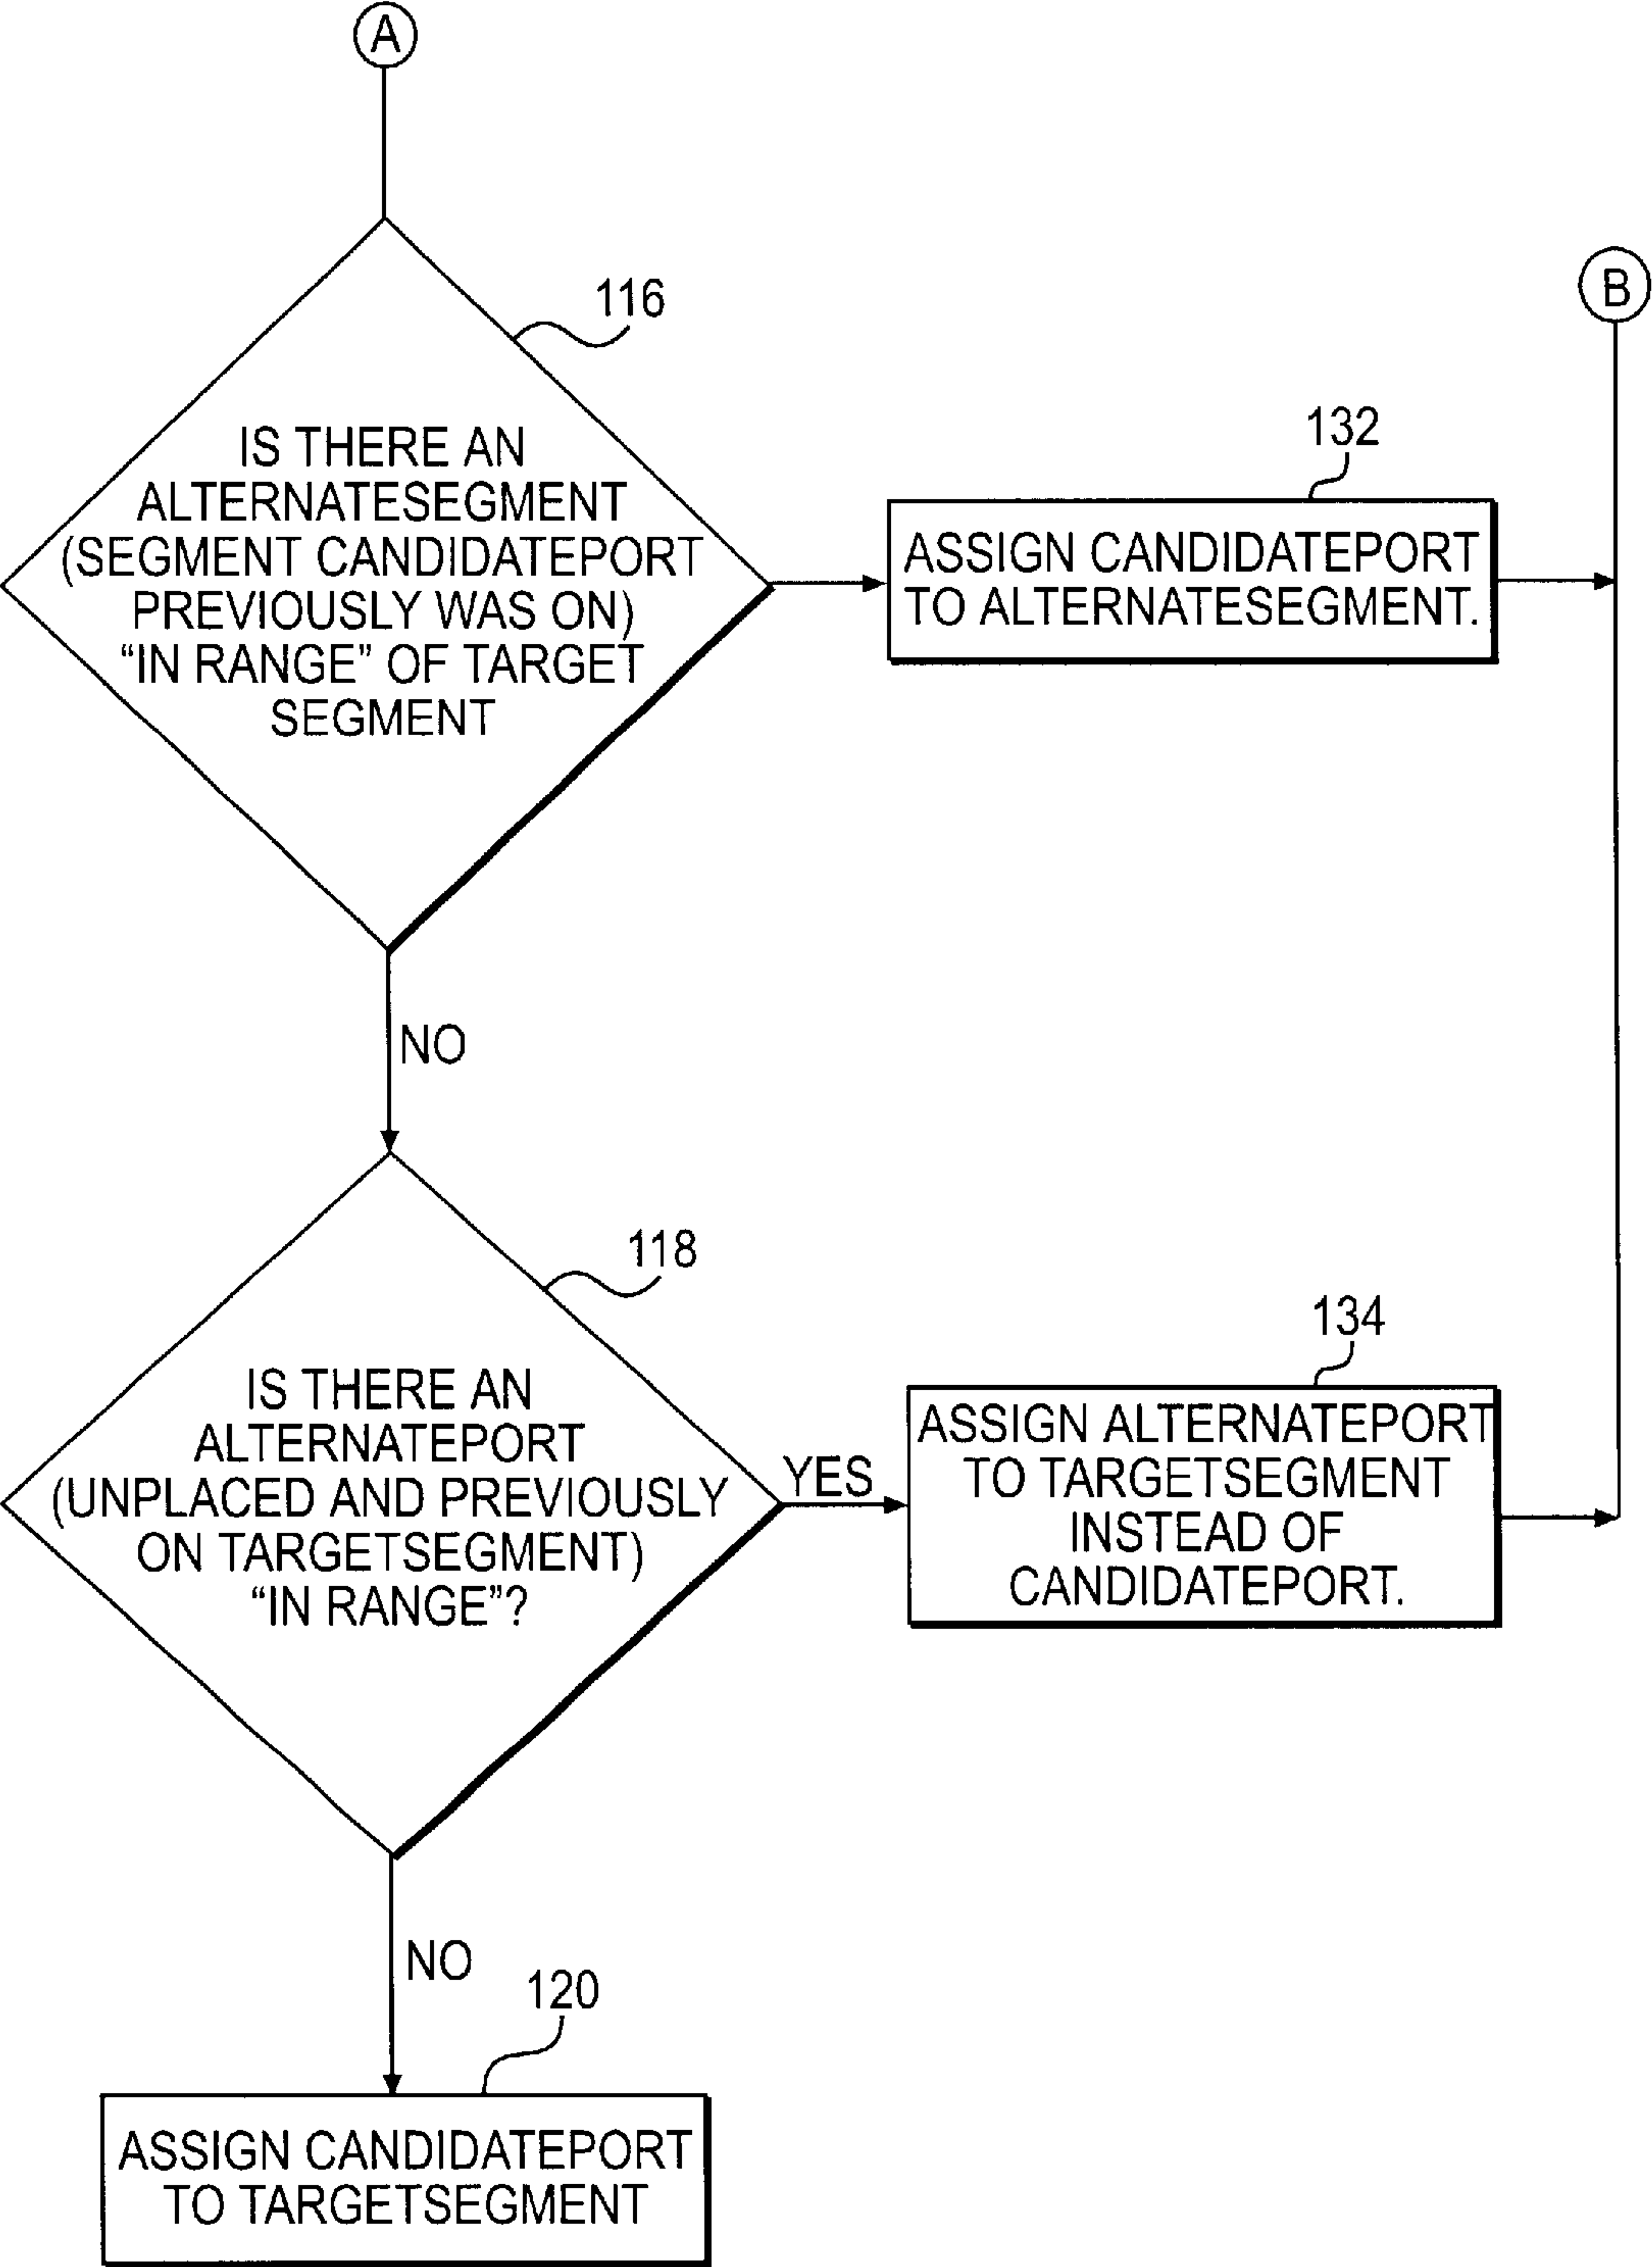 A
116
IS THERE AN
ALTERNATESEGMENT
(SEGMENT CANDIDATEPORT
PREVIOUSLY WAS ON)
“IN RANGE” OF TARGET
SEGMENT
B
132
ASSIGN CANDIDATEPORT
TO ALTERNATESEGMENT.
NO
118
IS THERE AN
ALTERNATEPORT
(UNPLACED AND PREVIOUSLY
ON TARGETSEGMENT)
“IN RANGE”?
YES
134
ASSIGN ALTERNATEPORT
TO TARGETSEGMENT
INSTEAD OF
CANDIDATEPORT.
NO
120
ASSIGN CANDIDATEPORT
TO TARGETSEGMENT